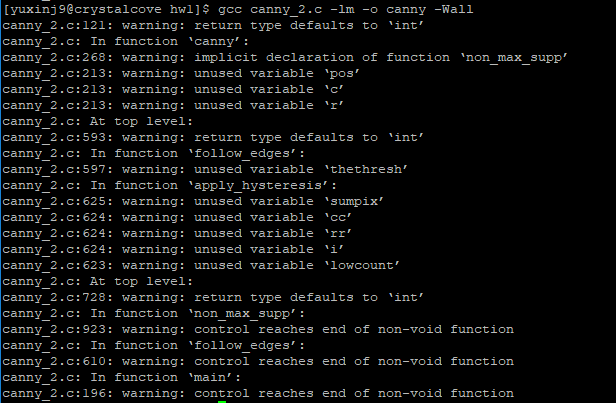 [yuxinj9@crystalcove hw1]$ gcc canny_2.c -lm -o canny -Wall
canny_2.c:121: warning: return type defaults to ‘int’
canny_2.c: In function ‘canny’:
canny_2.c:268: warning: implicit declaration of function ‘non_max_supp’
canny_2.c:213: warning: unused variable ‘pos’
canny_2.c:213: warning: unused variable ‘c’
canny_2.c:213: warning: unused variable ‘r’
canny_2.c: At top level:
canny_2.c:593: warning: return type defaults to ‘int’
canny_2.c: In function ‘follow_edges’:
canny_2.c:597: warning: unused variable ‘thethresh’
canny_2.c: In function ‘apply_hysteresis’:
canny_2.c:625: warning: unused variable ‘sumpix’
canny_2.c:624: warning: unused variable ‘cc’
canny_2.c:624: warning: unused variable ‘rr’
canny_2.c:624: warning: unused variable ‘i’
canny_2.c:623: warning: unused variable ‘lowcount’
canny_2.c: At top level:
canny_2.c:728: warning: return type defaults to ‘int’
canny_2.c: In function ‘non_max_supp’:
canny_2.c:923: warning: control reaches end of non-void function
canny_2.c: In function ‘follow_edges’:
canny_2.c:610: warning: control reaches end of non-void function
canny_2.c: In function ‘main’:
canny_2.c:196: warning: control reaches end of non-void function